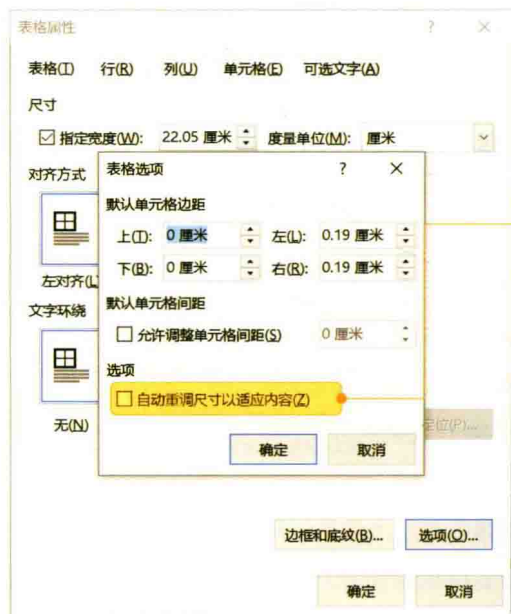 表格属性 ? ×
表格(T) 行(R) 列(U) 单元格(E) 可选文字(A)
尺寸
指定宽度(W): 22.05 厘米 度量单位(M): 厘米
对齐方式
左对齐(L
文字环绕
无(N)
定位(P)...
表格选项 ? ×
默认单元格边距
上(T): 0 厘米 左(L): 0.19 厘米
下(B): 0 厘米 右(R): 0.19 厘米
默认单元格间距
允许调整单元格间距(S) 0 厘米
选项
自动重调尺寸以适应内容(Z)
确定 取消
边框和底纹(B)... 选项(O)...
确定 取消